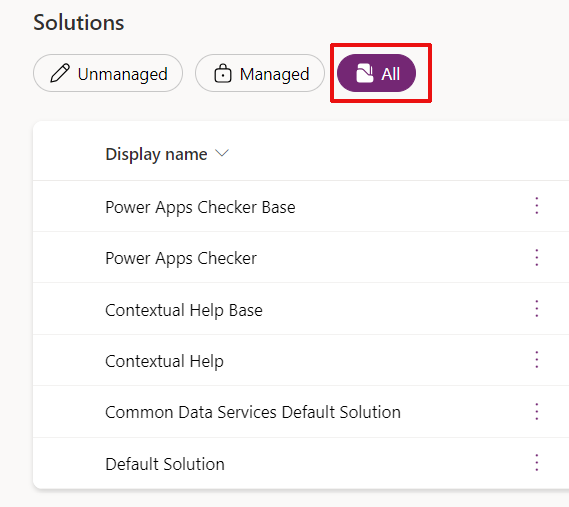 Solutions
Unmanaged Managed All
Display name
Power Apps Checker Base
Power Apps Checker
Contextual Help Base
Contextual Help
Common Data Services Default Solution
Default Solution